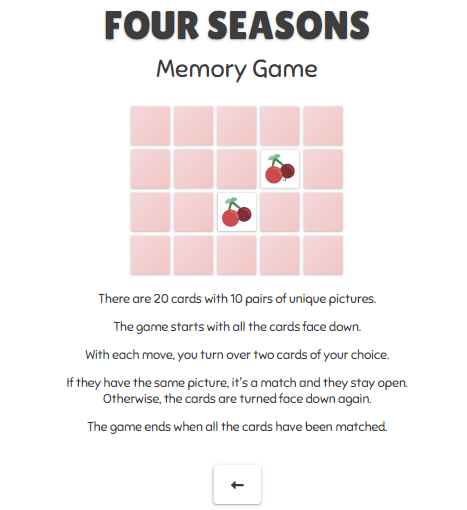 FOUR SEASONS
Memory Game
There are 20 cards with 10 pairs of unique pictures.
The game starts with all the cards face down.
With each move, you turn over two cards of your choice.
If they have the same picture, it's a match and they stay open.
Otherwise, the cards are turned face down again.
The game ends when all the cards have been matched.